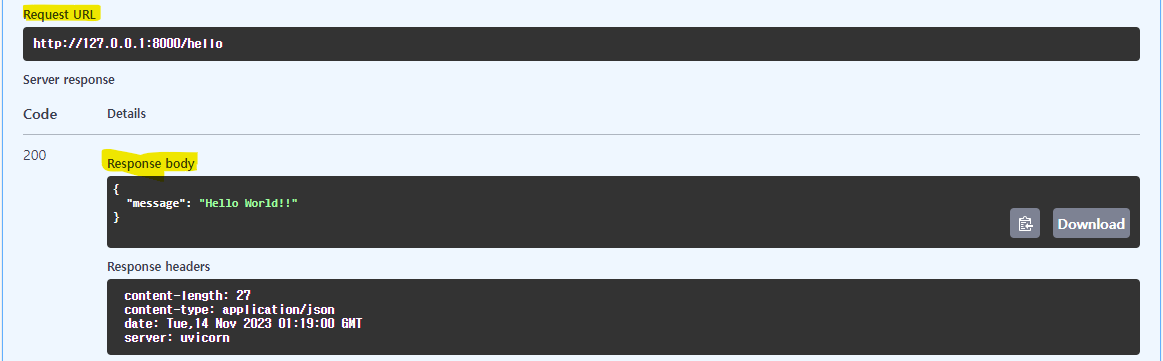 Request URL
http://127.0.0.1:8000/hello
Server response
Code Details
200
Response body
{
"message": "Hello World!!"
}
Download
Response headers
content-length: 27
content-type: application/json
date: Tue,14 Nov 2023 01:19:00 GMT
server: uvicorn